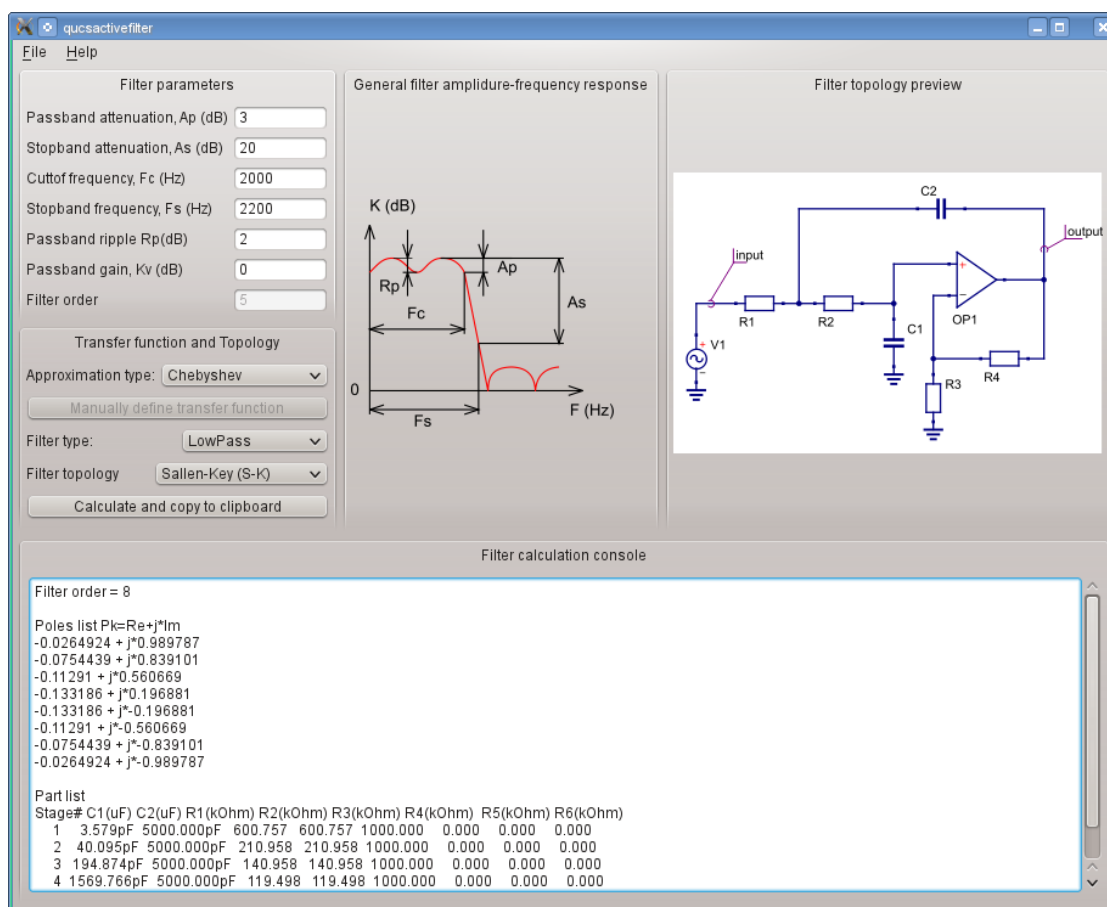 qucsactivefilter
File Help
Filter parameters
Passband attenuation, Ap (dB) 3
Stopband attenuation, As (dB) 20
Cuttof frequency, Fc (Hz) 2000
Stopband frequency, Fs (Hz) 2200
Passband ripple Rp(dB) 2
Passband gain, Kv (dB) 0
Filter order 5
Transfer function and Topology
Approximation type: Chebyshev
Manually define transfer function
Filter type: LowPass
Filter topology Sallen-Key (S-K)
Calculate and copy to clipboard
General filter amplidure-frequency response
K (dB)
Rp
Ap
As
Fc
0
Fs
F (Hz)
Filter topology preview
C2
input
output
+
−
R1
R2
OP1
C1
V1
+
−
R4
R3
Filter calculation console
Filter order = 8
Poles list Pk=Re+j*Im
-0.0264924 + j*0.989787
-0.0754439 + j*0.839101
-0.11291 + j*0.560669
-0.133186 + j*0.196881
-0.133186 + j*-0.196881
-0.11291 + j*-0.560669
-0.0754439 + j*-0.839101
-0.0264924 + j*-0.989787
Part list
Stage# C1(uF) C2(uF) R1(kOhm) R2(kOhm) R3(kOhm) R4(kOhm) R5(kOhm) R6(kOhm)
1 3.579pF 5000.000pF 600.757 600.757 1000.000 0.000 0.000 0.000
2 40.095pF 5000.000pF 210.958 210.958 1000.000 0.000 0.000 0.000
3 194.874pF 5000.000pF 140.958 140.958 1000.000 0.000 0.000 0.000
4 1569.766pF 5000.000pF 119.498 119.498 1000.000 0.000 0.000 0.000